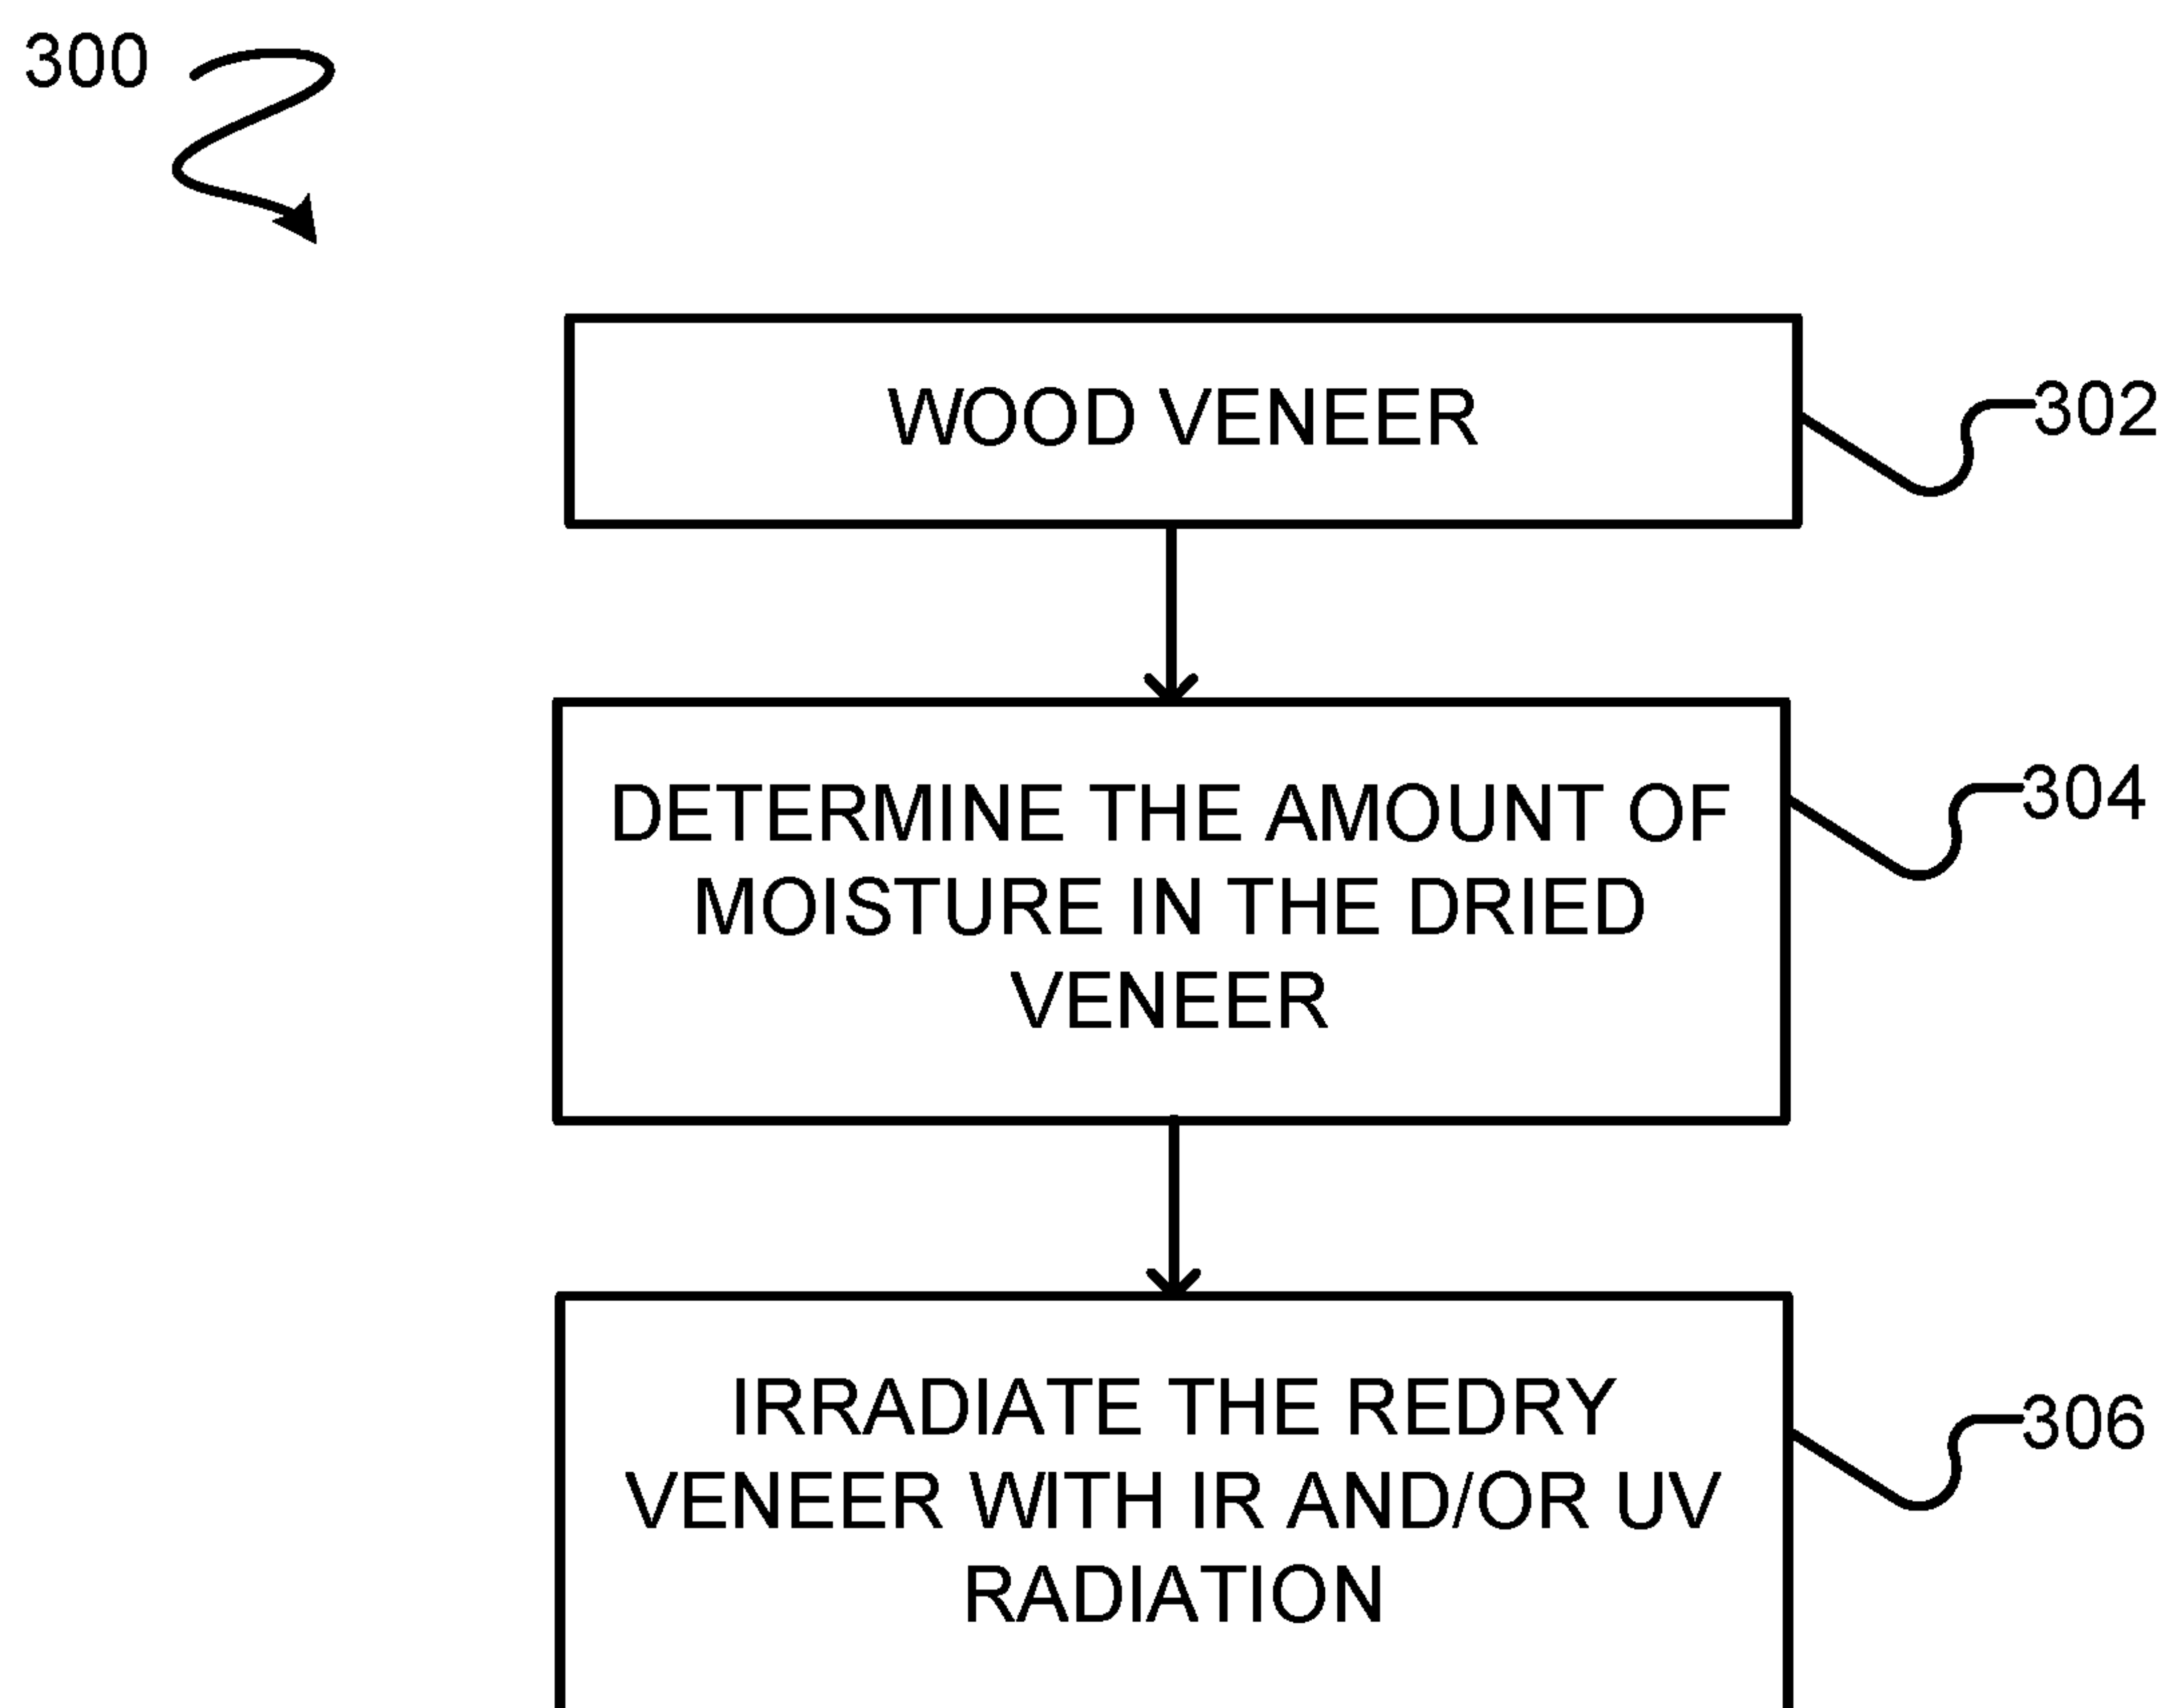 300
WOOD VENEER
302
DETERMINE THE AMOUNT OF
MOISTURE IN THE DRIED
VENEER
304
IRRADIATE THE REDRY
VENEER WITH IR AND/OR UV
RADIATION
306